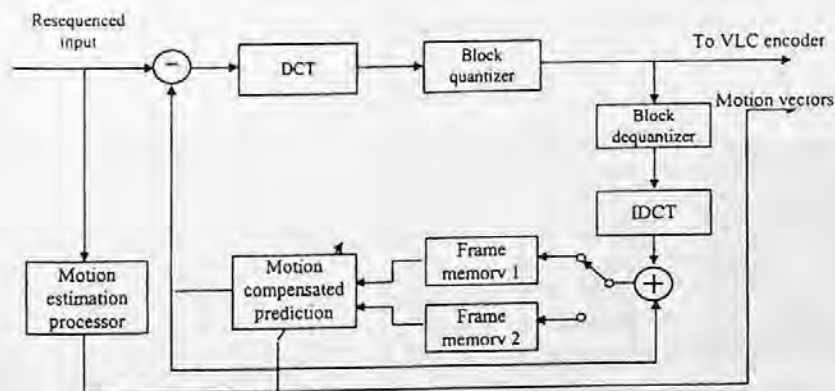 Resequenced
input
−
DCT
Block
quantizer
To VLC encoder
Motion vectors
Block
dequantizer
IDCT
+
Motion
estimation
processor
Motion
compensated
prediction
Frame
memory 1
Frame
memory 2